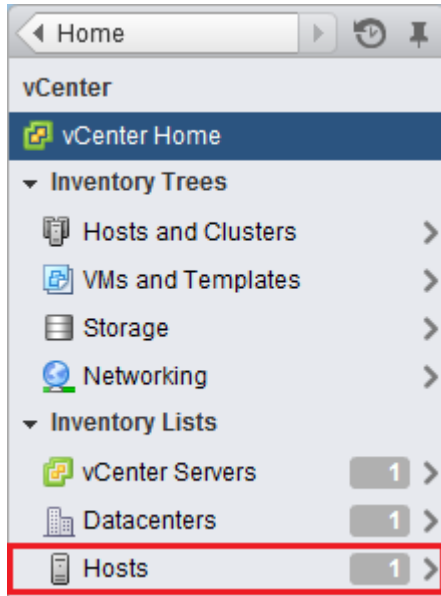 Home
vCenter
vCenter Home
Inventory Trees
Hosts and Clusters
VMs and Templates
Storage
Networking
Inventory Lists
vCenter Servers 1
Datacenters 1
Hosts 1